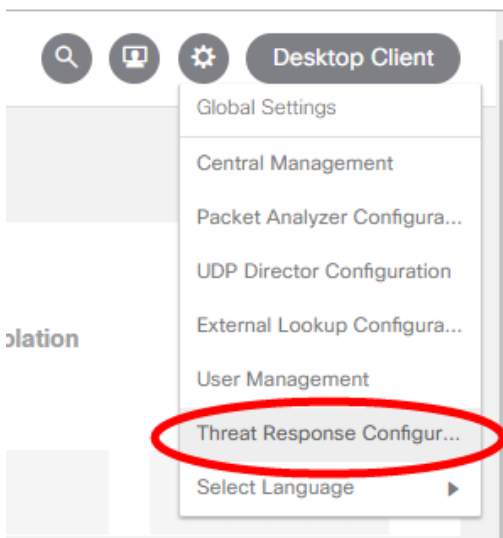 Desktop Client
Global Settings
Central Management
Packet Analyzer Configura...
UDP Director Configuration
External Lookup Configura...
olation
User Management
Threat Response Configur...
Select Language